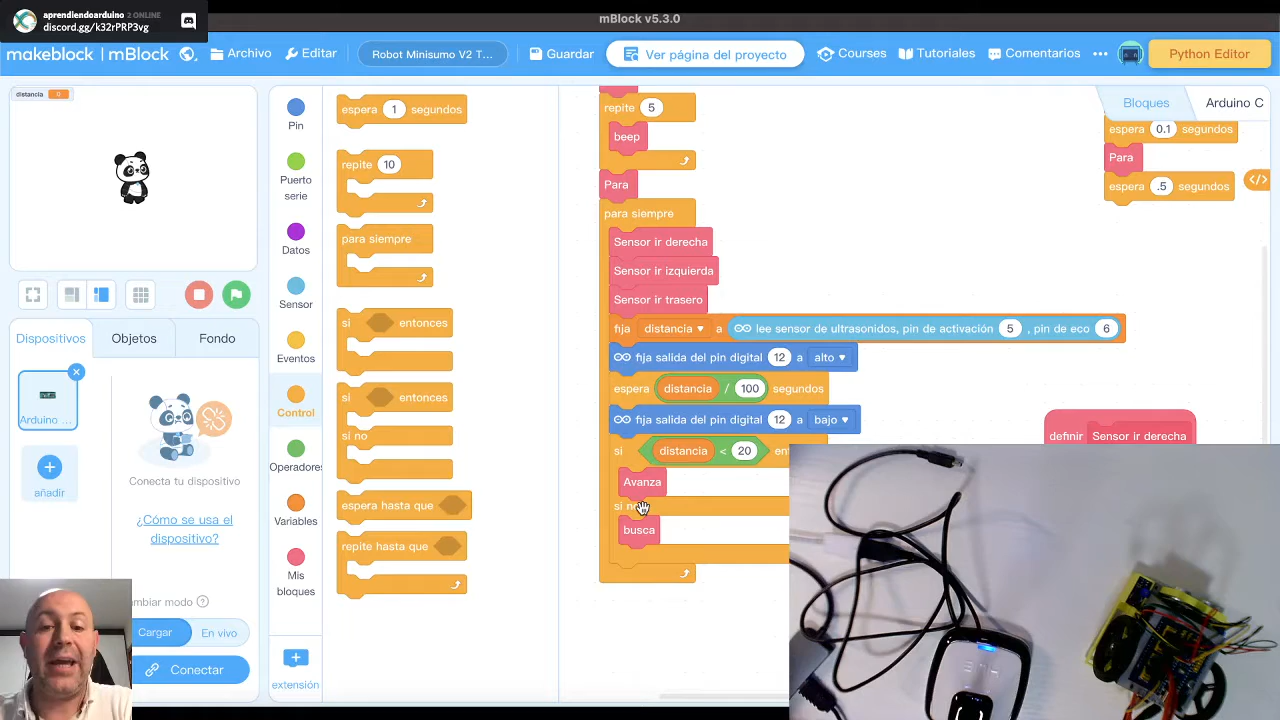 aprendiendoarduino 2 ONLINE
discord.gg/k32rPRP3vg
mBlock v5.3.0
makeblock | mBlock
Archivo
Editar
Robot Minisumo V2 T...
Guardar
Ver página del proyecto
Courses
Tutoriales
Comentarios
Python Editor
distancia 0
Dispositivos
Objetos
Fondo
Arduino ...
añadir
Conecta tu dispositivo
¿Cómo se usa el
dispositivo?
ambiar modo ?
Cargar
En vivo
Conectar
Pin
Puerto
serie
Datos
Sensor
Eventos
Control
Operadores
Variables
Mis
bloques
extensión
espera 1 segundos
repite 10
para siempre
si entonces
si entonces
si no
espera hasta que
repite hasta que
repite 5
beep
Para
para siempre
Sensor ir derecha
Sensor ir izquierda
Sensor ir trasero
fija distancia a lee sensor de ultrasonidos, pin de activación 5 , pin de eco 6
fija salida del pin digital 12 a alto
espera distancia / 100 segundos
fija salida del pin digital 12 a bajo
si distancia < 20 en
Avanza
si no
busca
Bloques
Arduino C
espera 0.1 segundos
Para
espera .5 segundos
</> 
definir Sensor ir derecha